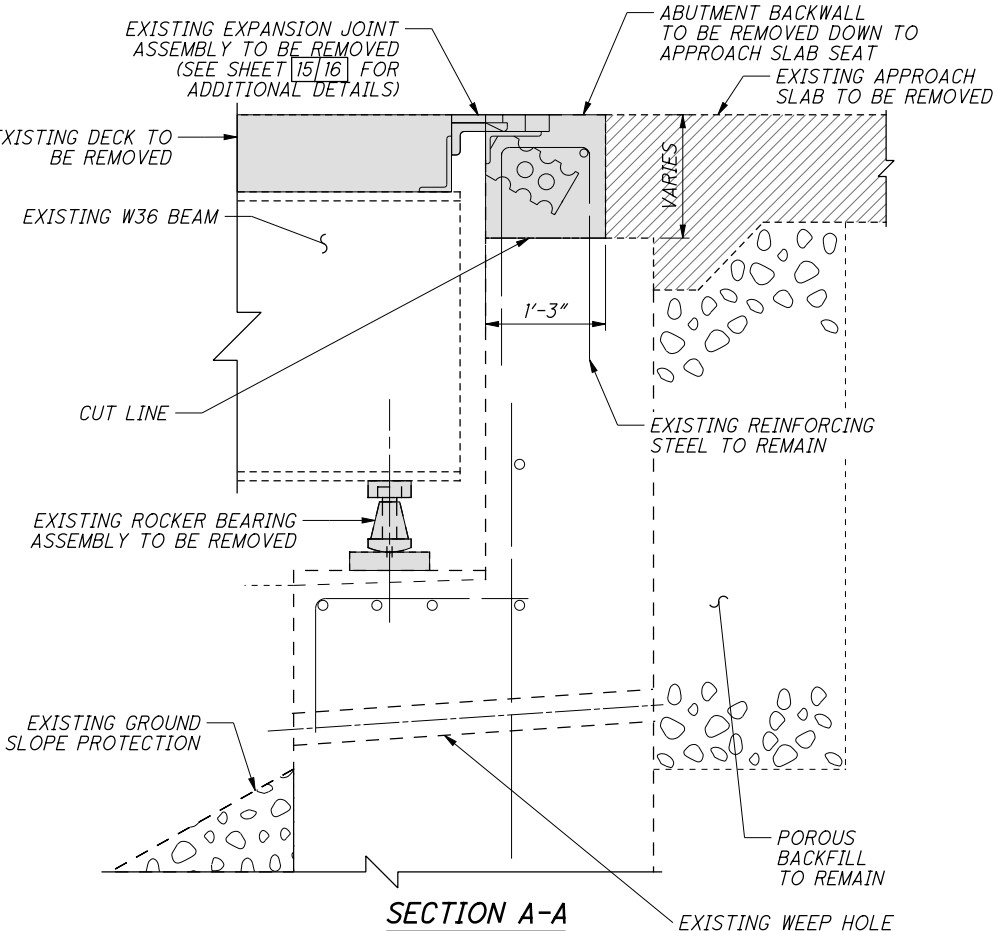 EXISTING EXPANSION JOINT
ASSEMBLY TO BE REMOVED
(SEE SHEET 15/16 FOR
ADDITIONAL DETAILS)
ABUTMENT BACKWALL
TO BE REMOVED DOWN TO
APPROACH SLAB SEAT
EXISTING APPROACH
SLAB TO BE REMOVED
EXISTING DECK TO
BE REMOVED
VARIES
EXISTING W36 BEAM
1'-3"
CUT LINE
EXISTING REINFORCING
STEEL TO REMAIN
EXISTING ROCKER BEARING
ASSEMBLY TO BE REMOVED
EXISTING GROUND
SLOPE PROTECTION
POROUS
BACKFILL
TO REMAIN
SECTION A-A
EXISTING WEEP HOLE